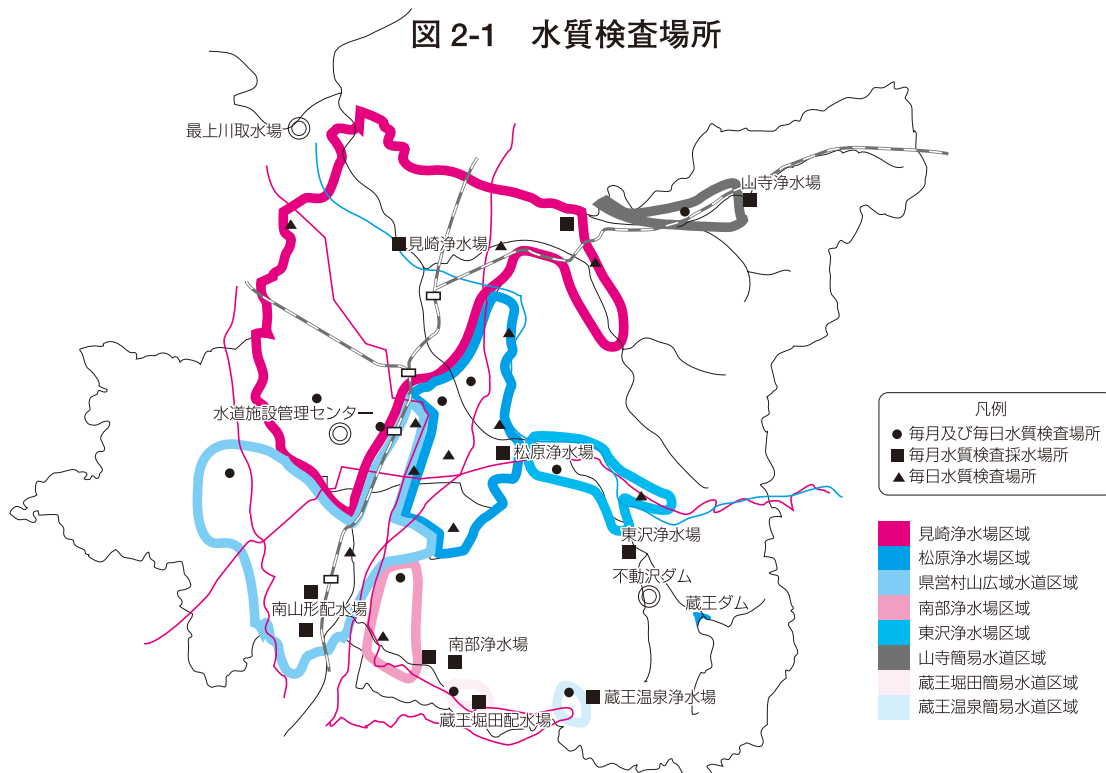 図 2-1　水質検査場所
最上川取水場
山寺浄水場
見崎浄水場
水道施設管理センター
松原浄水場
東沢浄水場
不動沢ダム
蔵王ダム
南山形配水場
南部浄水場
蔵王温泉浄水場
蔵王堀田配水場
凡例
● 毎月及び毎日水質検査場所
■ 毎月水質検査採水場所
▲ 毎日水質検査場所
見崎浄水場区域
松原浄水場区域
県営村山広域水道区域
南部浄水場区域
東沢浄水場区域
山寺簡易水道区域
蔵王堀田簡易水道区域
蔵王温泉簡易水道区域